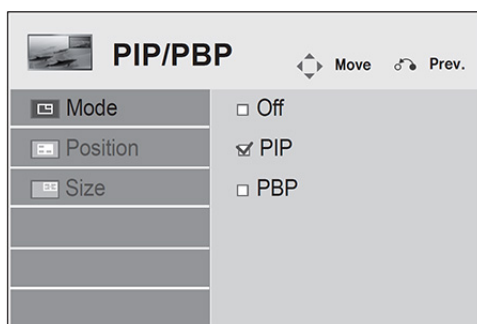 PIP/PBP
Move
Prev.
Mode
Off
Position
PIP
Size
PBP